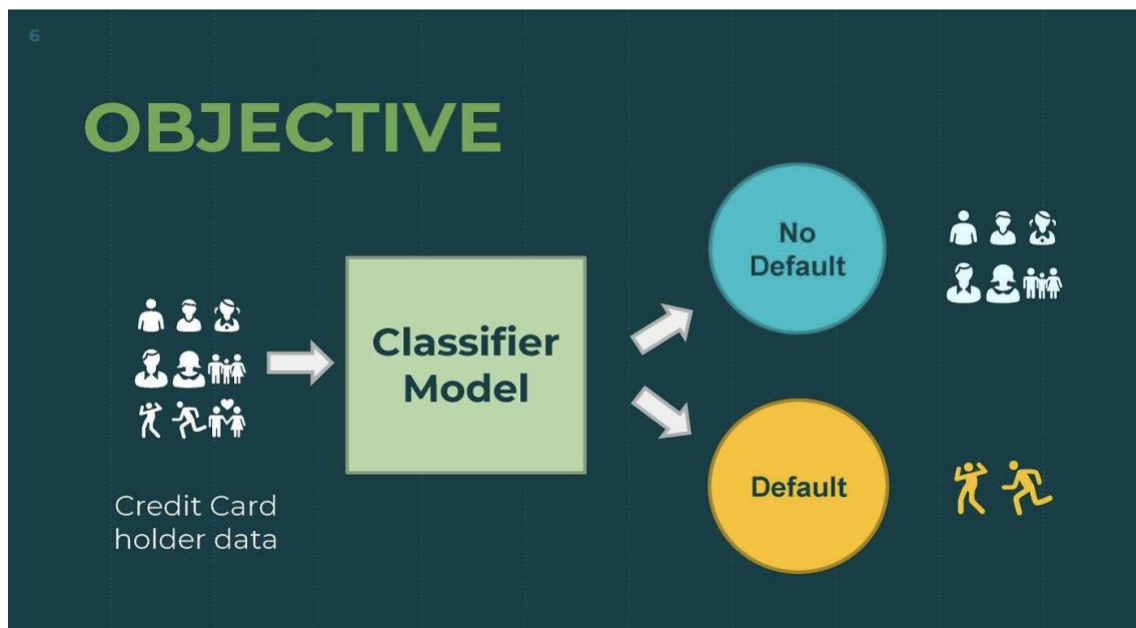 6
OBJECTIVE
Credit Card
holder data
Classifier
Model
No
Default
Default